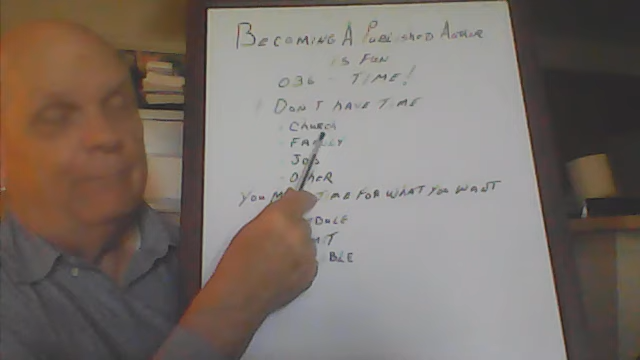 BECOMING A PUBLISHED AUTHOR
IS FUN
036 - TIME!
I DON'T HAVE TIME
- CHURCH
- FAMILY
- JOB
- OTHER
YOU TIME FOR WHAT YOU WANT